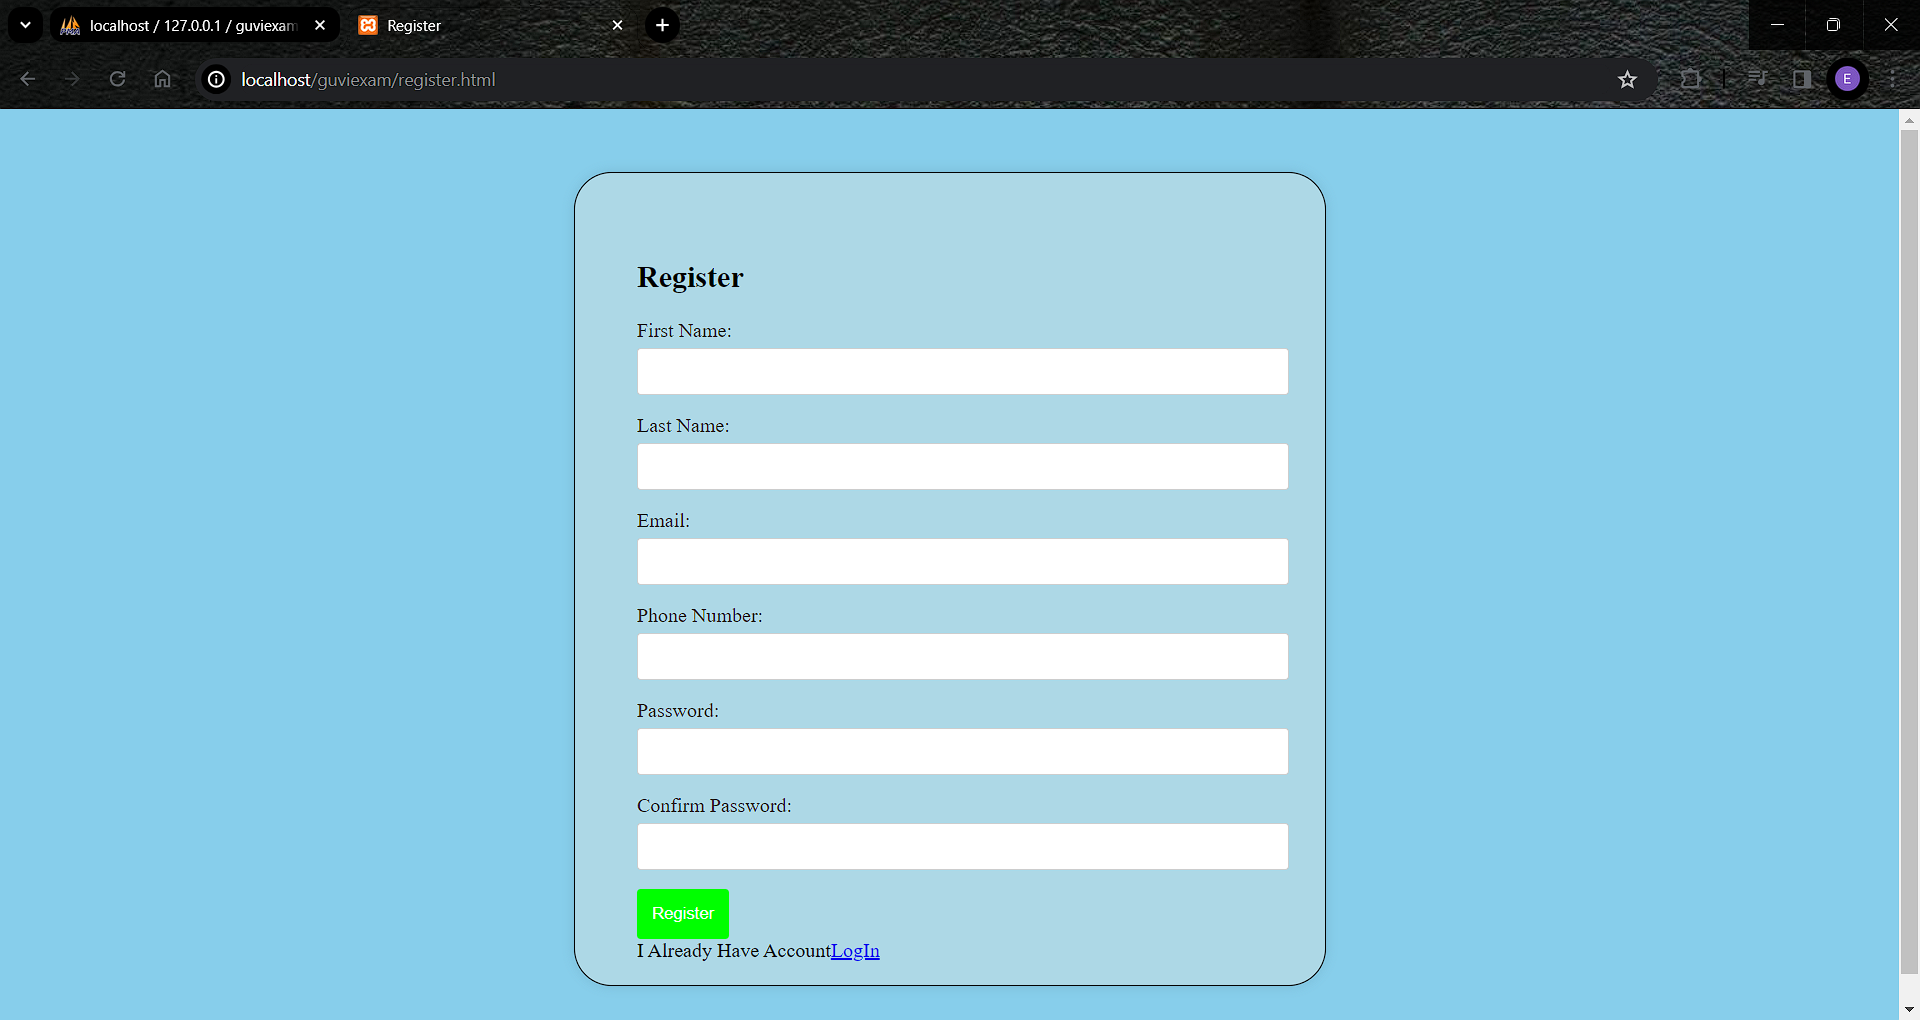 localhost / 127.0.0.1 / guviexam
Register
localhost/guviexam/register.html
E
Register
First Name:
Last Name:
Email:
Phone Number:
Password:
Confirm Password:
Register
I Already Have AccountLogIn